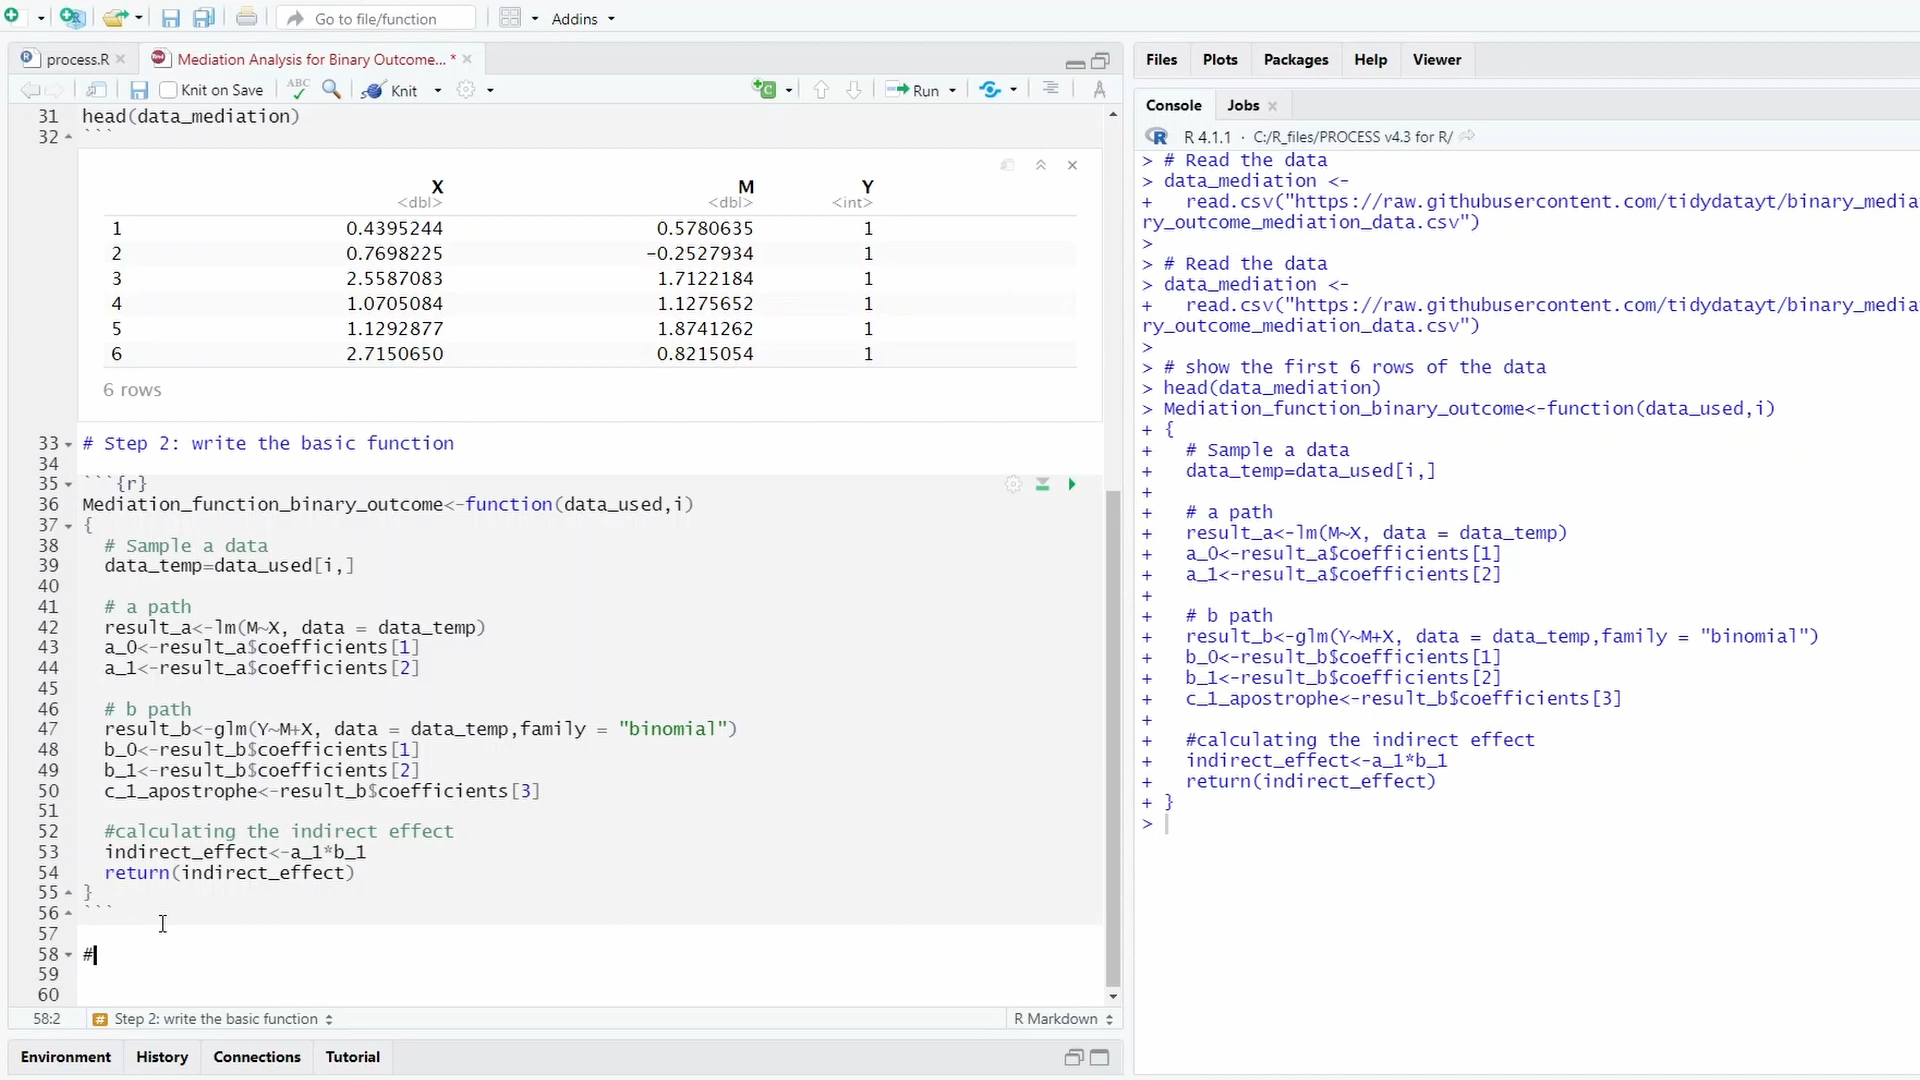 Go to file/function
Addins
process.R
Mediation Analysis for Binary Outcome... *
Knit on Save
ABC
Knit
Run
31 head(data_mediation)
32 ```
X M Y
<dbl> <dbl> <int>
1 0.4395244 0.5780635 1
2 0.7698225 -0.2527934 1
3 2.5587083 1.7122184 1
4 1.0705084 1.1275652 1
5 1.1292877 1.8741262 1
6 2.7150650 0.8215054 1
6 rows
33 # Step 2: write the basic function
34
35 ```{r}
36 Mediation_function_binary_outcome<-function(data_used,i)
37 {
38 # Sample a data
39 data_temp=data_used[i,]
40
41 # a path
42 result_a<-lm(M~X, data = data_temp)
43 a_0<-result_a$coefficients[1]
44 a_1<-result_a$coefficients[2]
45
46 # b path
47 result_b<-glm(Y~M+X, data = data_temp,family = "binomial")
48 b_0<-result_b$coefficients[1]
49 b_1<-result_b$coefficients[2]
50 c_1_apostrophe<-result_b$coefficients[3]
51
52 #calculating the indirect effect
53 indirect_effect<-a_1*b_1
54 return(indirect_effect)
55 }
56 ```
57
58 #
59
60
58:2 # Step 2: write the basic function
R Markdown
Environment History Connections Tutorial
Files Plots Packages Help Viewer
Console Jobs
R 4.1.1 · C:/R_files/PROCESS v4.3 for R/
> # Read the data
> data_mediation <-
+ read.csv("https://raw.githubusercontent.com/tidydatayt/binary_media
ry_outcome_mediation_data.csv")
>
> # Read the data
> data_mediation <-
+ read.csv("https://raw.githubusercontent.com/tidydatayt/binary_media
ry_outcome_mediation_data.csv")
>
> # show the first 6 rows of the data
> head(data_mediation)
> Mediation_function_binary_outcome<-function(data_used,i)
+ {
+ # Sample a data
+ data_temp=data_used[i,]
+
+ # a path
+ result_a<-lm(M~X, data = data_temp)
+ a_0<-result_a$coefficients[1]
+ a_1<-result_a$coefficients[2]
+
+ # b path
+ result_b<-glm(Y~M+X, data = data_temp,family = "binomial")
+ b_0<-result_b$coefficients[1]
+ b_1<-result_b$coefficients[2]
+ c_1_apostrophe<-result_b$coefficients[3]
+
+ #calculating the indirect effect
+ indirect_effect<-a_1*b_1
+ return(indirect_effect)
+ }
>